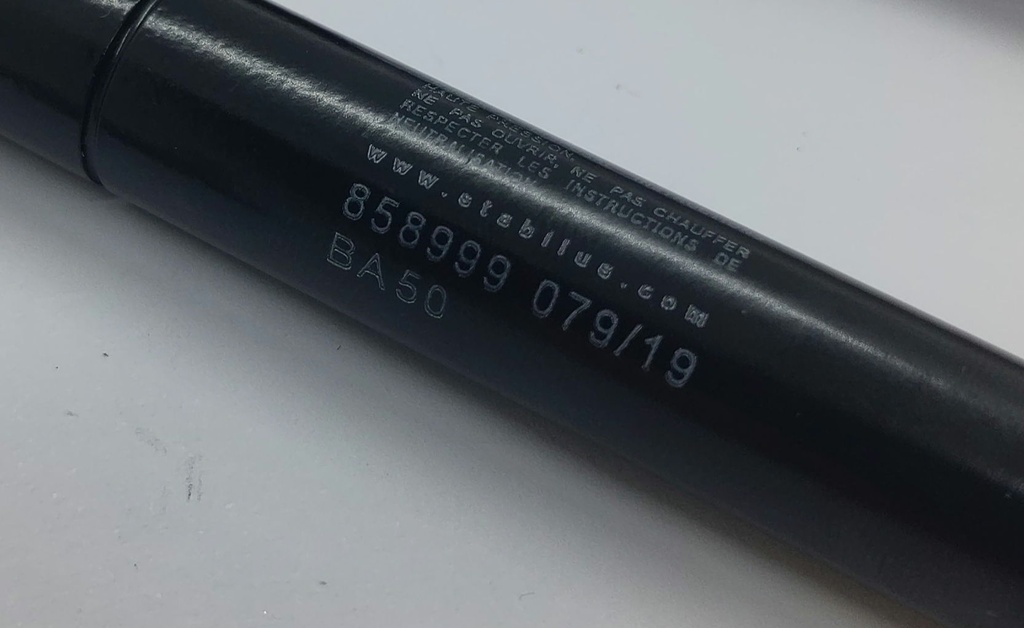 HAUTE PRESSION.
NE PAS OUVRIR, NE PAS CHAUFFER
RESPECTER LES INSTRUCTIONS DE
NEUTRALISATION
www.stabilus.com
858999 079/19
BA50